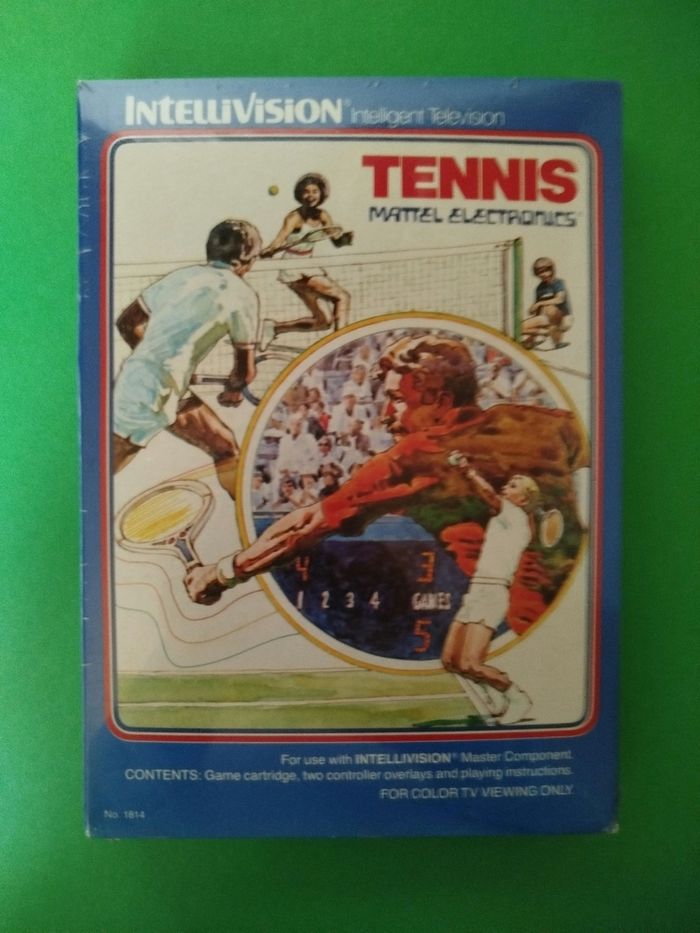 INTELLIVISION® Intelligent Television
TENNIS
MATTEL ELECTRONICS®
4 3
1 2 3 4 GAMES
5
For use with INTELLIVISION® Master Component.
CONTENTS: Game cartridge, two controller overlays and playing instructions.
FOR COLOR TV VIEWING ONLY.
No. 1814